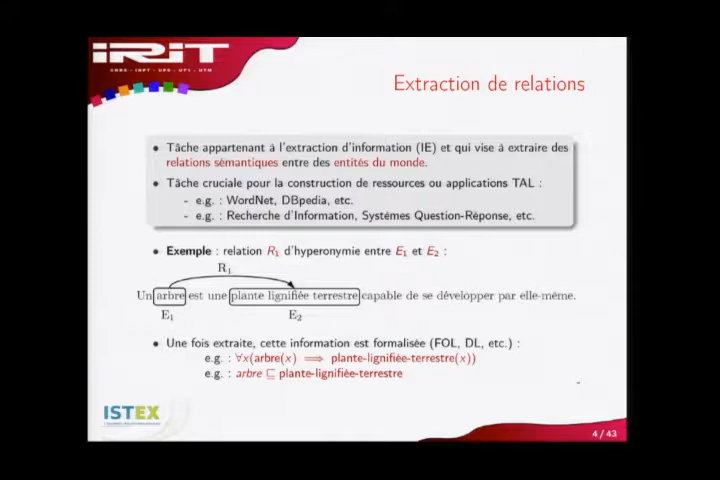 IRIT
CNRS - INPT - UPS - UT1 - UTM
Extraction de relations
• Tâche appartenant à l'extraction d'information (IE) et qui vise à extraire des
relations sémantiques entre des entités du monde.
• Tâche cruciale pour la construction de ressources ou applications TAL :
- e.g. : WordNet, DBpedia, etc.
- e.g. : Recherche d'Information, Systèmes Question-Réponse, etc.
• Exemple : relation R₁ d'hyperonymie entre E₁ et E₂ :
R₁
Un arbre est une plante lignifiée terrestre capable de se développer par elle-même.
E₁ E₂
• Une fois extraite, cette information est formalisée (FOL, DL, etc.) :
e.g. : ∀x(arbre(x) ⟹ plante-lignifiée-terrestre(x))
e.g. : arbre ⊑ plante-lignifiée-terrestre
ISTEX
4 / 43